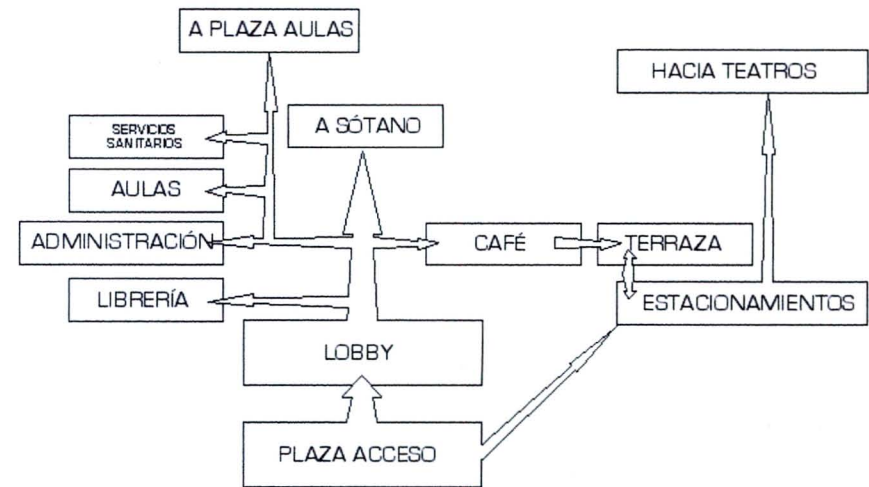 A PLAZA AULAS
HACIA TEATROS
SERVICIOS
SANITARIOS
A SÓTANO
AULAS
ADMINISTRACIÓN
CAFÉ
TERRAZA
LIBRERÍA
ESTACIONAMIENTOS
LOBBY
PLAZA ACCESO